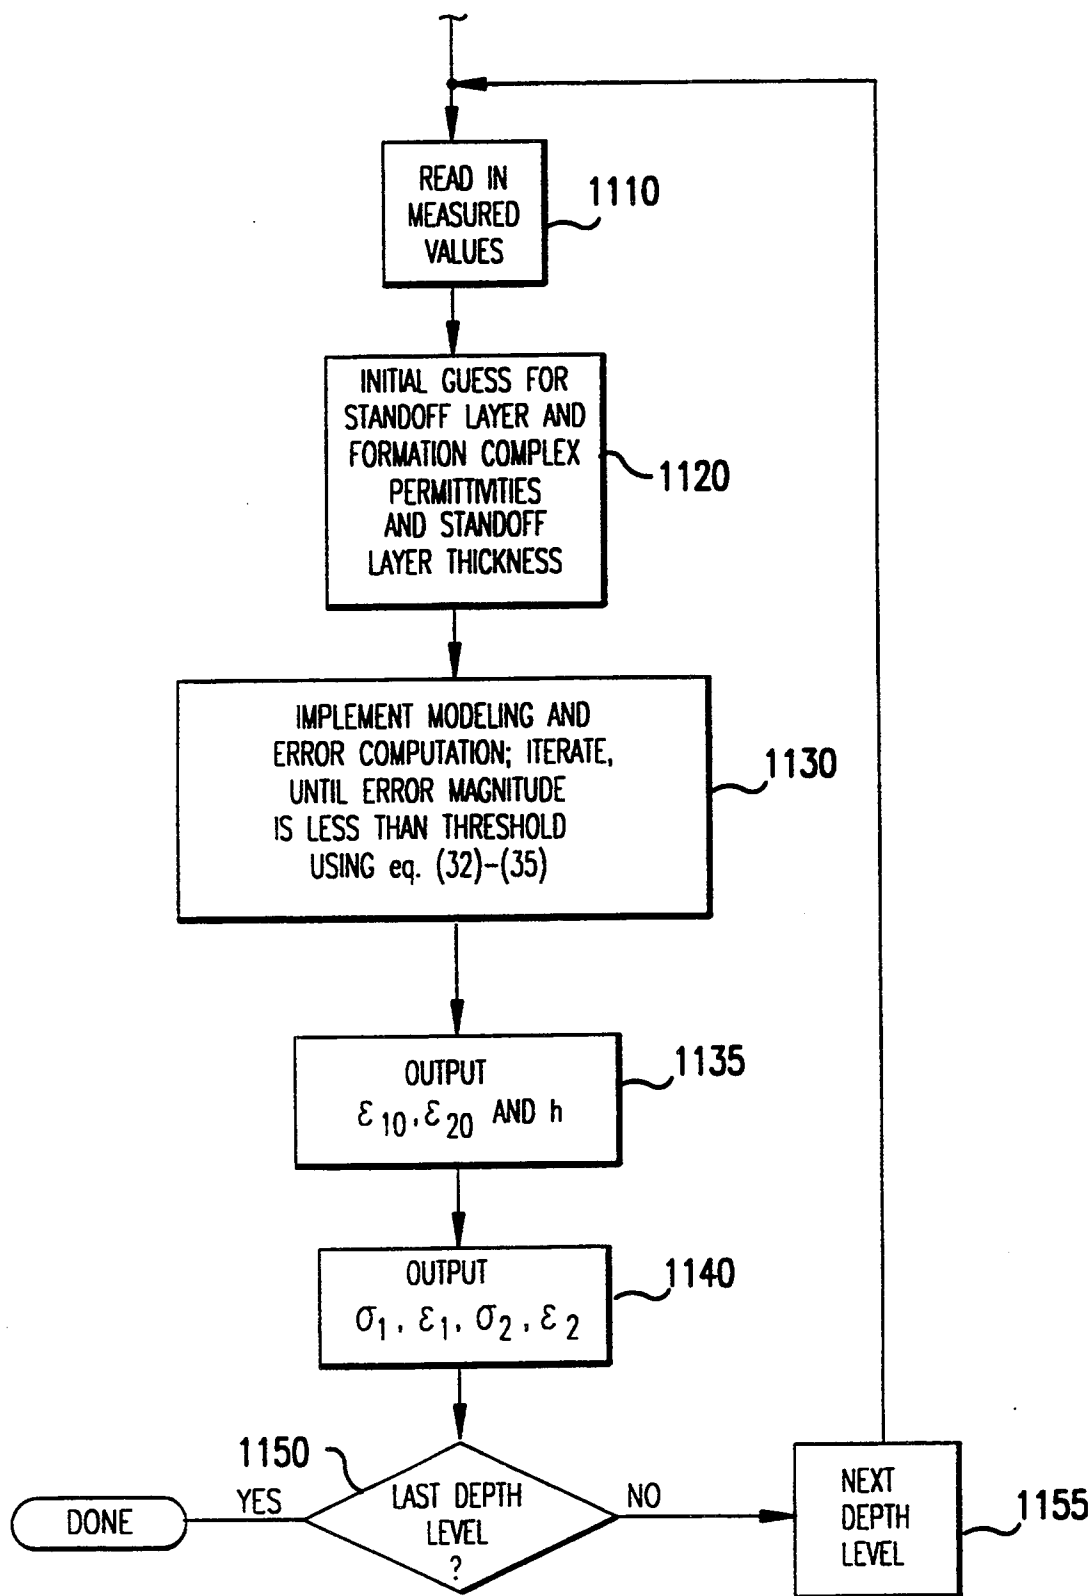 READ IN
MEASURED
VALUES
1110
INITIAL GUESS FOR
STANDOFF LAYER AND
FORMATION COMPLEX
PERMITTIVITIES
AND STANDOFF
LAYER THICKNESS
1120
IMPLEMENT MODELING AND
ERROR COMPUTATION; ITERATE,
UNTIL ERROR MAGNITUDE
IS LESS THAN THRESHOLD
USING eq. (32)-(35)
1130
OUTPUT
ε10, ε20 AND h
1135
OUTPUT
σ1, ε1, σ2, ε2
1140
1150
LAST DEPTH
LEVEL
?
YES
DONE
NO
NEXT
DEPTH
LEVEL
1155